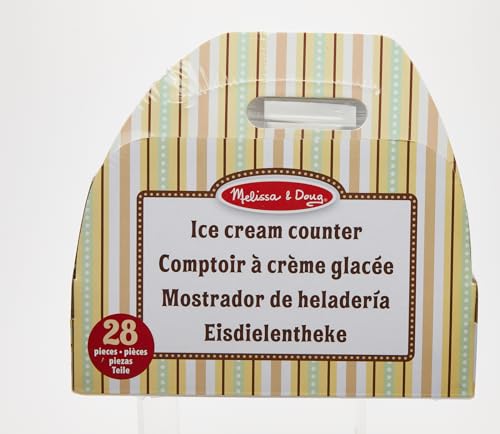 Melissa & Doug
Ice cream counter
Comptoir à crème glacée
Mostrador de heladería
Eisdielentheke
28
pieces • pièces
piezas
Teile